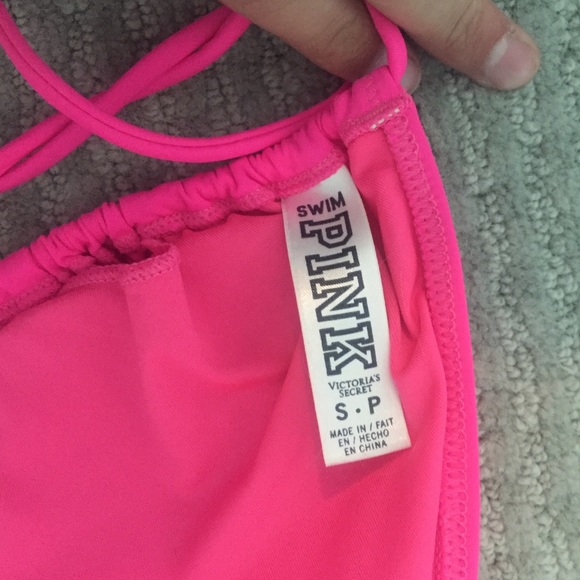 SWIM
PINK
VICTORIA'S
SECRET
S • P
MADE IN / FAIT
EN / HECHO
EN CHINA